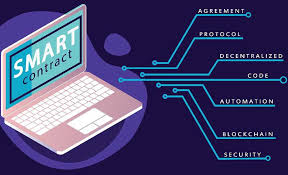 SMART
contract
AGREEMENT
PROTOCOL
DECENTRALIZED
CODE
AUTOMATION
BLOCKCHAIN
SECURITY